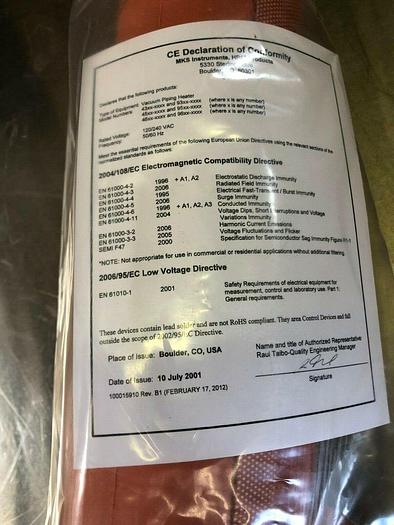 CE Declaration of Conformity
MKS Instruments, Products
5330
Boulder, 80301
Declares that the following products:
Type of Equipment: Vacuum Piping Heater
Model Numbers: 43xx-xxxx and 93xx-xxxx (where x is any number)
45xx-xxxx and 95xx-xxxx (where x is any number)
46xx-xxxx and 96xx-xxxx (where x is any number)
Rated Voltage: 120/240 VAC
Frequency: 50/60 Hz
Meet the essential requirements of the following European Union Directives using the relevant sections of the
normalized standards as follows:
2004/108/EC Electromagnetic Compatibility Directive
EN 61000-4-2 1996 + A1, A2 Electrostatic Discharge Immunity
EN 61000-4-3 2006 Radiated Field Immunity
EN 61000-4-4 1995 Electrical Fast-Transient / Burst Immunity
EN 61000-4-5 2006 Surge Immunity
EN 61000-4-6 1996 + A1, A2, A3 Conducted Immunity
EN 61000-4-11 2004 Voltage Dips, Short Interruptions and Voltage
Variations Immunity
EN 61000-3-2 2006 Harmonic Current Emissions
EN 61000-3-3 2005 Voltage Fluctuations and Flicker
SEMI F47 2000 Specification for Semiconductor Sag Immunity
*NOTE: Not appropriate for use in commercial or residential applications without additional filtering.
2006/95/EC Low Voltage Directive
EN 61010-1 2001 Safety Requirements of electrical equipment for
measurement, control and laboratory use. Part 1:
General requirements.
These devices contain lead solder and are not RoHS compliant. They area Control Devices and fall
outside the scope of 2002/95/EC Directive.
Place of Issue: Boulder, CO, USA
Name and title of Authorized Representative
Raul Taibo-Quality Engineering Manager
Date of Issue: 10 July 2001
Signature
100015910 Rev. B1 (FEBRUARY 17, 2012)